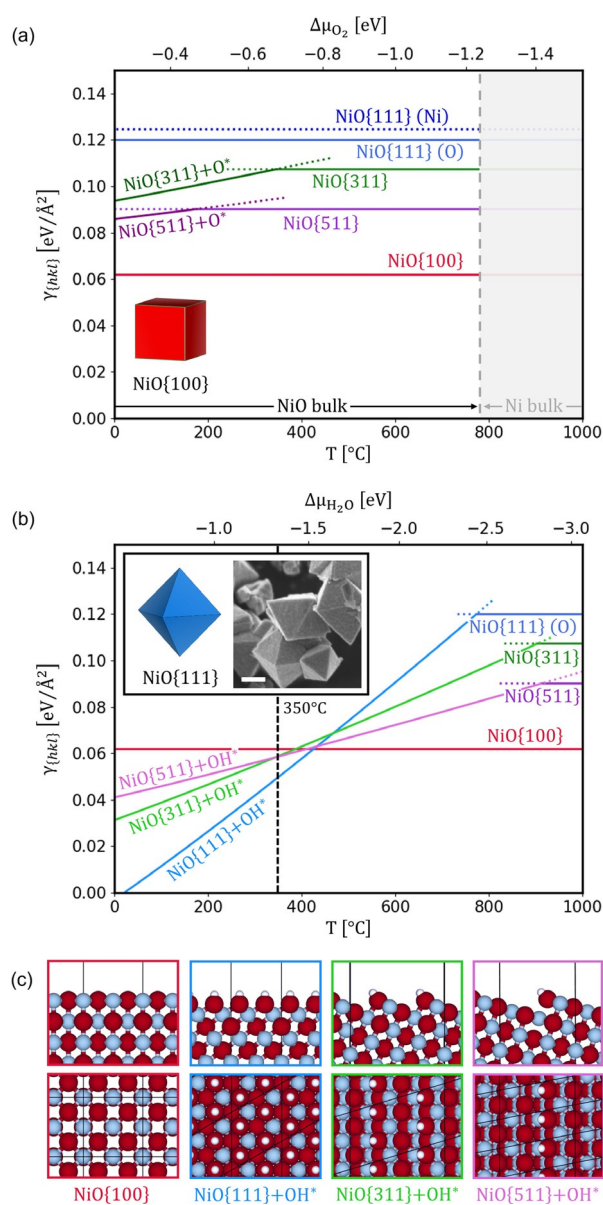 (a)
Δμ_O₂ [eV]
−0.4 −0.6 −0.8 −1.0 −1.2 −1.4
0.14
0.12
0.10
0.08
0.06
0.04
0.02
0.00
γ{hkl} [eV/Å²]
NiO{111} (Ni)
NiO{111} (O)
NiO{311}+O*
NiO{311}
NiO{511}+O*
NiO{511}
NiO{100}
NiO{100}
NiO bulk
Ni bulk
0 200 400 600 800 1000
T [°C]
(b)
Δμ_H₂O [eV]
−1.0 −1.5 −2.0 −2.5 −3.0
0.14
0.12
0.10
0.08
0.06
0.04
0.02
0.00
γ{hkl} [eV/Å²]
NiO{111}
350°C
NiO{111} (O)
NiO{311}
NiO{511}
NiO{100}
NiO{511}+OH*
NiO{311}+OH*
NiO{111}+OH*
0 200 400 600 800 1000
T [°C]
(c)
NiO{100} NiO{111}+OH* NiO{311}+OH* NiO{511}+OH*